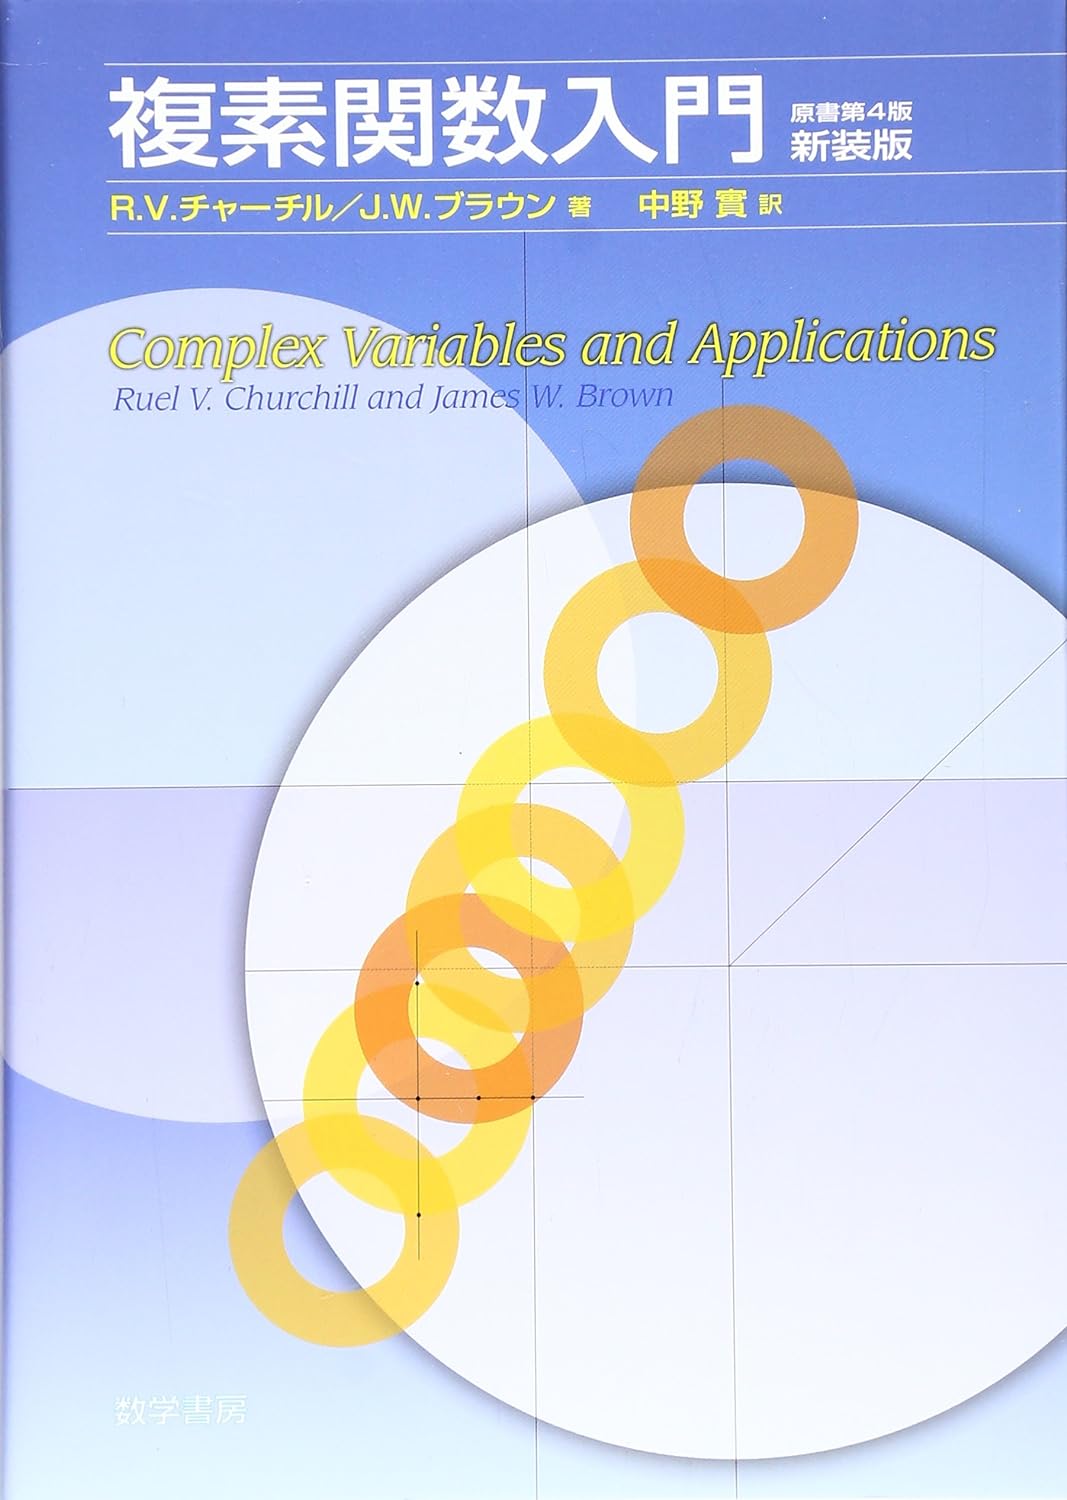 複素関数入門 原書第4版 新装版
R.V.チャーチル／J.W.ブラウン 著 中野 實 訳
Complex Variables and Applications
Ruel V. Churchill and James W. Brown
数学書房